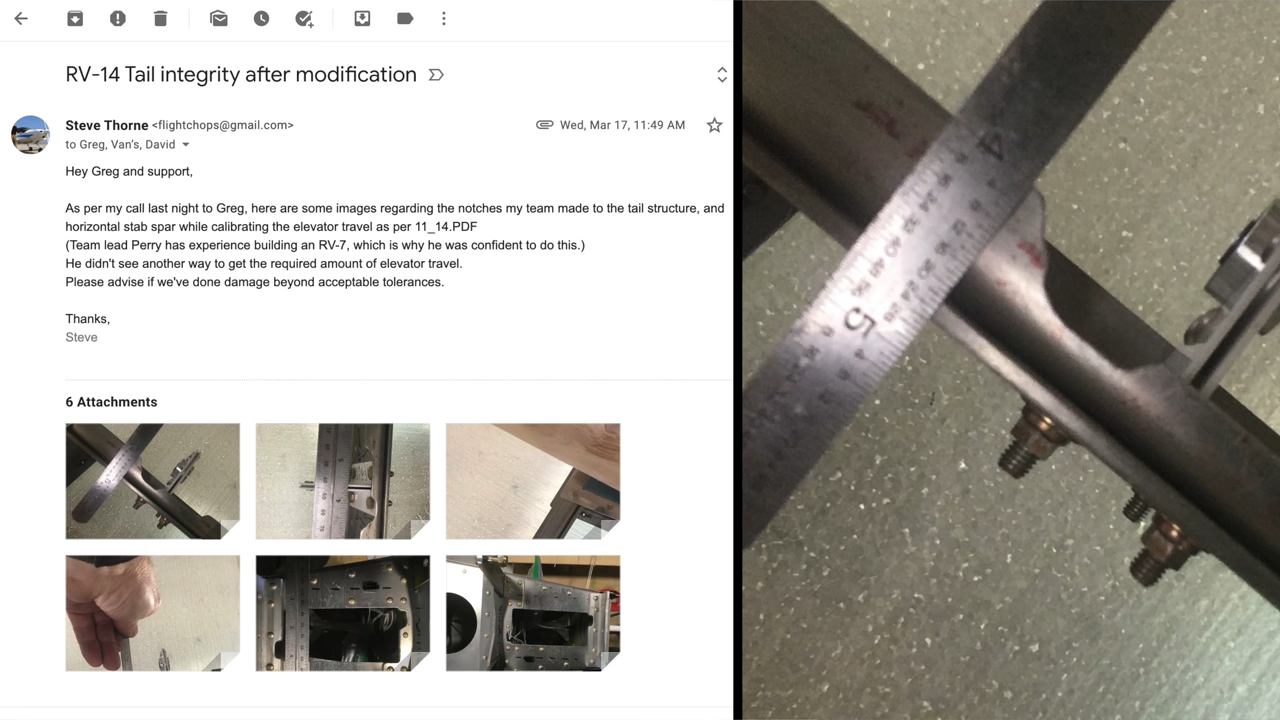 RV-14 Tail integrity after modification
Steve Thorne <flightchops@gmail.com>
Wed, Mar 17, 11:49 AM
to Greg, Van's, David
Hey Greg and support,
As per my call last night to Greg, here are some images regarding the notches my team made to the tail structure, and
horizontal stab spar while calibrating the elevator travel as per 11_14.PDF
(Team lead Perry has experience building an RV-7, which is why he was confident to do this.)
He didn't see another way to get the required amount of elevator travel.
Please advise if we've done damage beyond acceptable tolerances.
Thanks,
Steve
6 Attachments
4
5